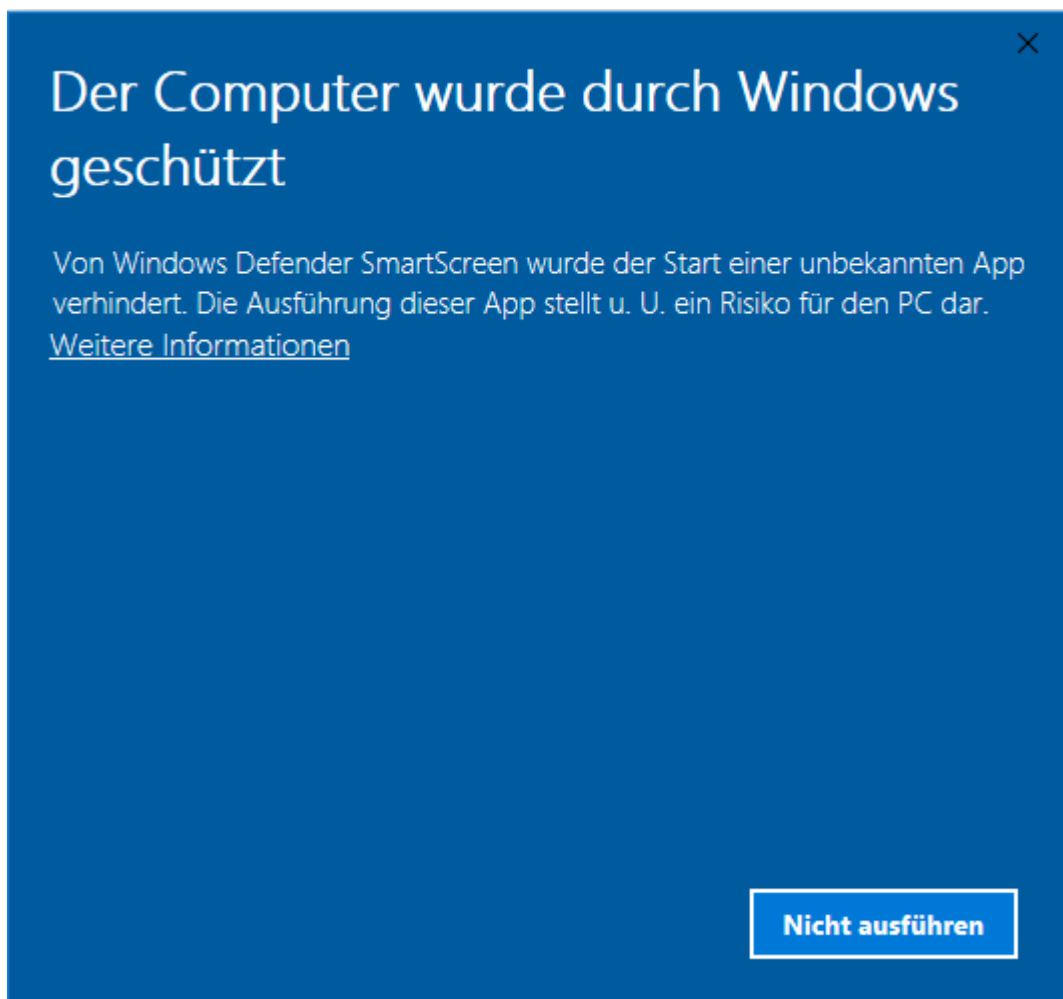 Der Computer wurde durch Windows
geschützt
Von Windows Defender SmartScreen wurde der Start einer unbekannten App
verhindert. Die Ausführung dieser App stellt u. U. ein Risiko für den PC dar.
Weitere Informationen
Nicht ausführen